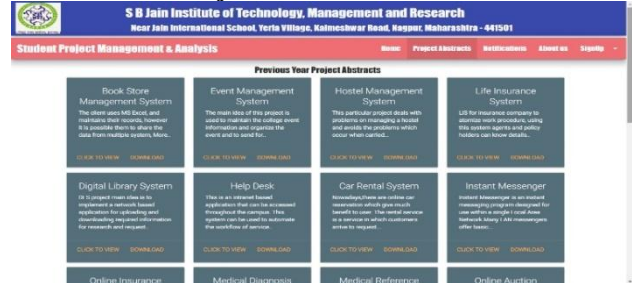 S B Jain Institute of Technology, Management and Research
Near Jain International School, Yerla Village, Kalmeshwar Road, Nagpur, Maharashtra - 441501
Student Project Management & Analysis
Home Project Abstracts Notifications About us SignUp
Previous Year Project Abstracts
Book Store
Management System
The client uses MS Excel, and
maintains their records, however
it is possible them to share the
data from multiple system, More..
CLICK TO VIEW DOWNLOAD
Event Management
System
The main idea of this project is
used to maintain the college event
information and organize the
event and to send for..
CLICK TO VIEW DOWNLOAD
Hostel Management
System
This particular project deals with
problems on managing a hostel
and avoids the problems which
occur when carried..
CLICK TO VIEW DOWNLOAD
Life Insurance
System
LIS for insurance company to
atomize work procedure, using
this system agents and policy
holders can know details..
CLICK TO VIEW DOWNLOAD
Digital Library System
project main idea is to
implement a network based
application for uploading and
downloading required information
for research and request.
CLICK TO VIEW DOWNLOAD
Help Desk
This is an intranet based
application that can be accessed
throughout the campus. This
system can be used to automate
the workflow of service.
CLICK TO VIEW DOWNLOAD
Car Rental System
Nowadays,there are online car
reservation which give much
benefit to user. The rental service
is a service in which customers
arrive to request..
CLICK TO VIEW DOWNLOAD
Instant Messenger
Instant Messenger is an instant
messaging program designed for
use within a single Local Area
Network.Many LAN messengers
offer basic..
CLICK TO VIEW DOWNLOAD
Online Insurance
Medical Diagnosis
Medical Reference
Online Auction